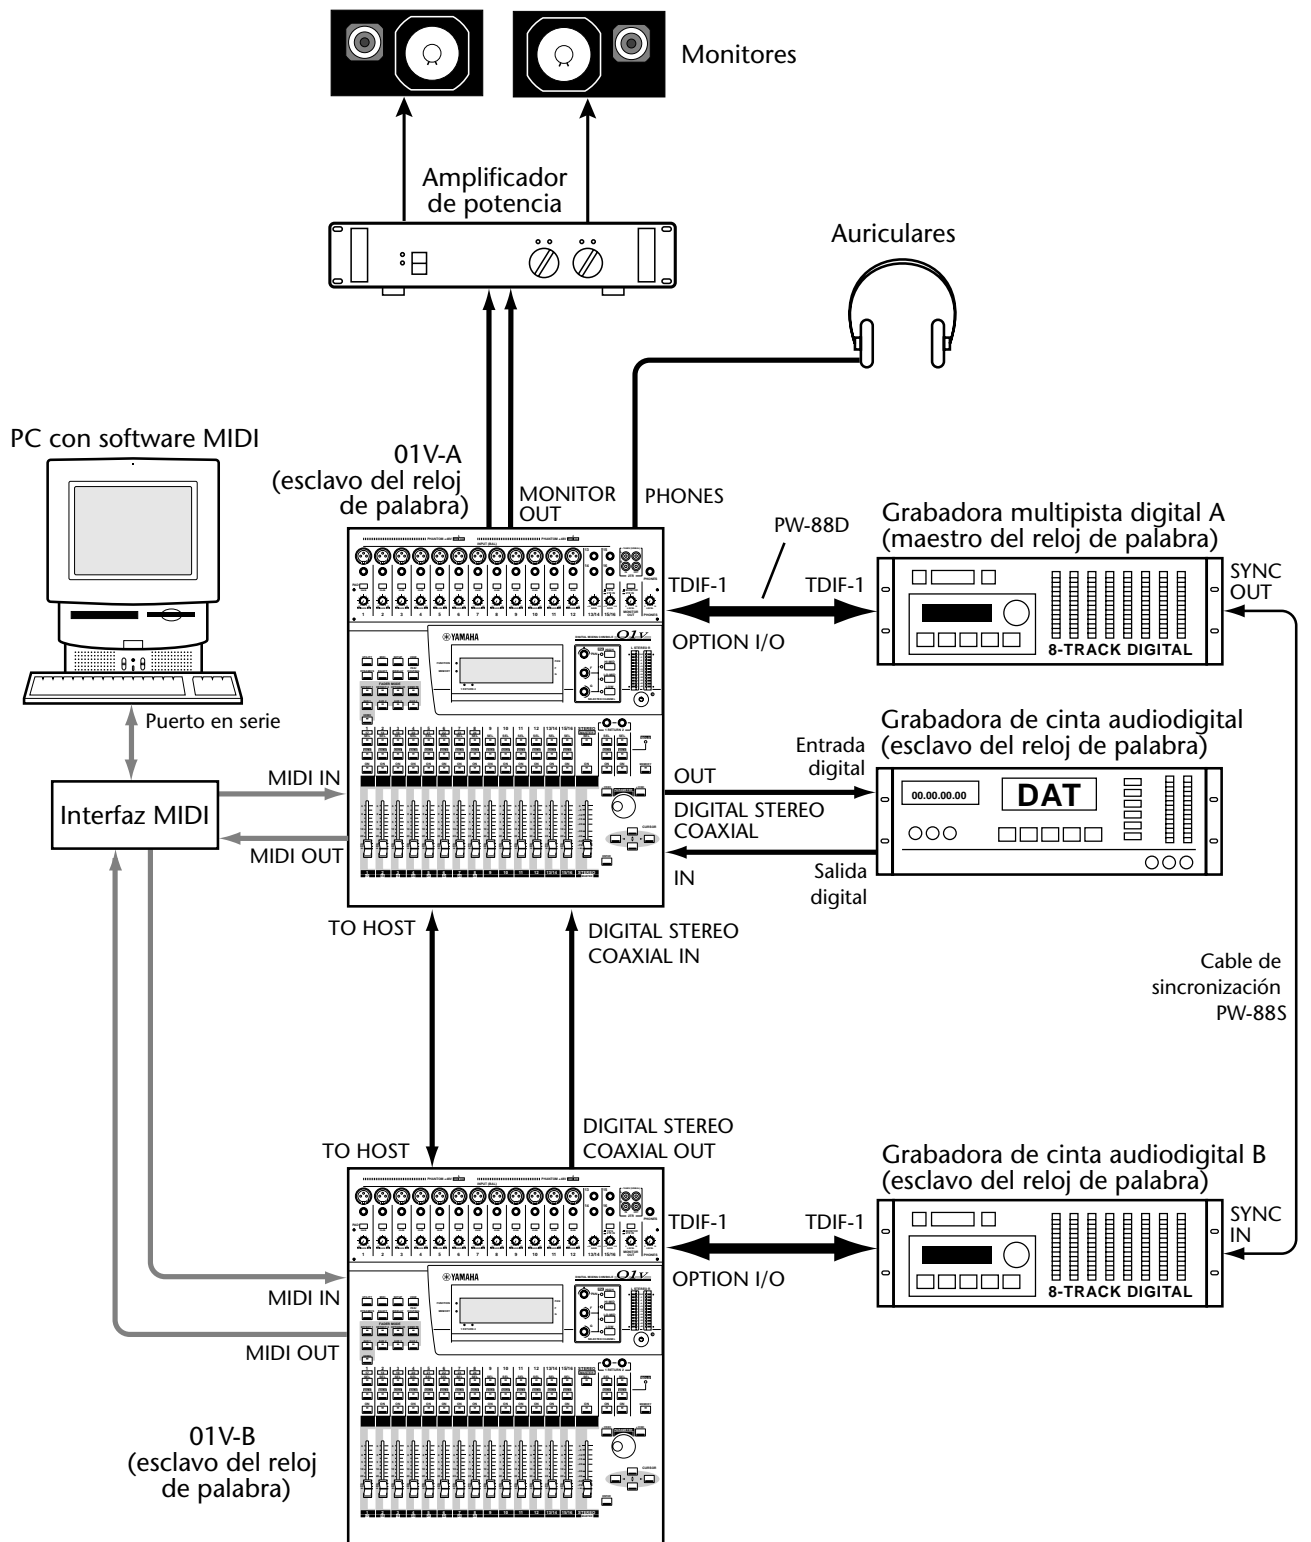 Monitores
Amplificador
de potencia
Auriculares
PC con software MIDI
01V-A
(esclavo del reloj
de palabra)
MONITOR
OUT
PHONES
PW-88D
Grabadora multipista digital A
(maestro del reloj de palabra)
TDIF-1
TDIF-1
OPTION I/O
SYNC
OUT
8-TRACK DIGITAL
YAMAHA
01V
Puerto en serie
Interfaz MIDI
MIDI IN
MIDI OUT
Grabadora de cinta audiodigital
(esclavo del reloj de palabra)
Entrada
digital
OUT
DIGITAL STEREO
COAXIAL
IN
Salida
digital
00.00.00.00
DAT
TO HOST
DIGITAL STEREO
COAXIAL IN
Cable de
sincronización
PW-88S
TO HOST
DIGITAL STEREO
COAXIAL OUT
Grabadora de cinta audiodigital B
(esclavo del reloj de palabra)
TDIF-1
TDIF-1
OPTION I/O
SYNC
IN
8-TRACK DIGITAL
YAMAHA
01V
MIDI IN
MIDI OUT
01V-B
(esclavo del reloj
de palabra)